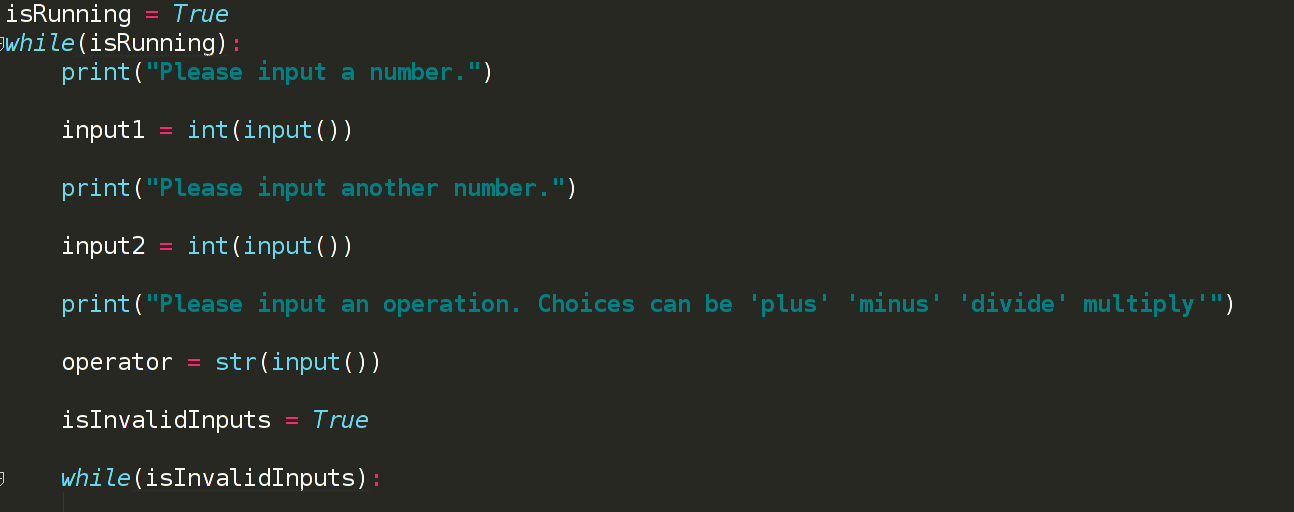 isRunning = True
while(isRunning):
    print("Please input a number.")
    input1 = int(input())
    print("Please input another number.")
    input2 = int(input())
    print("Please input an operation. Choices can be 'plus' 'minus' 'divide' multiply'")
    operator = str(input())
    isInvalidInputs = True
    while(isInvalidInputs):